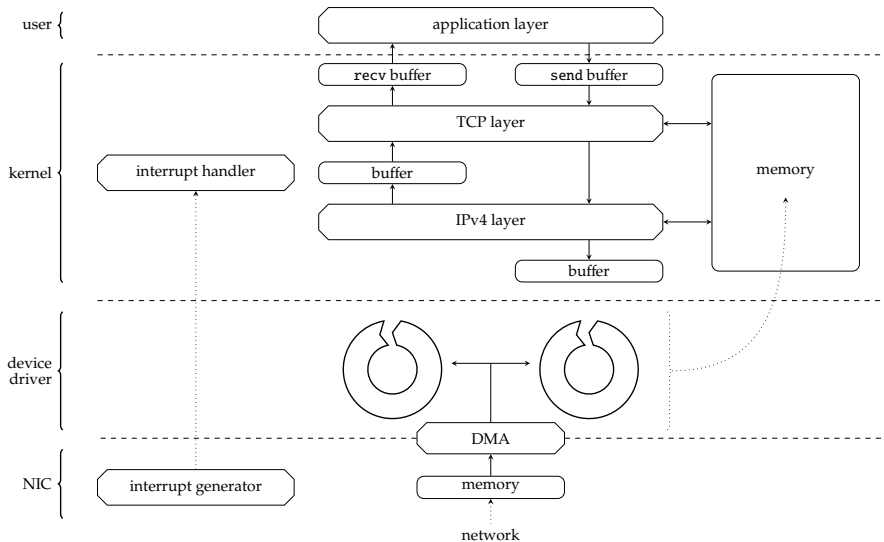 user
application layer
recv buffer
send buffer
TCP layer
kernel
interrupt handler
buffer
memory
IPv4 layer
buffer
device
driver
DMA
NIC
interrupt generator
memory
network